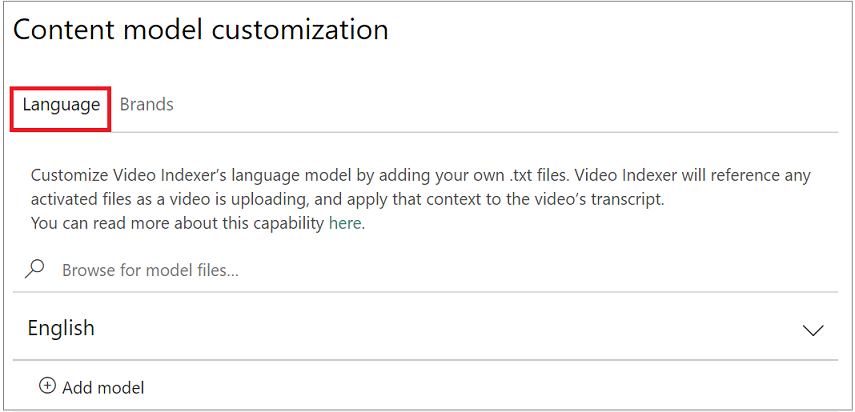 Content model customization
Language Brands
Customize Video Indexer’s language model by adding your own .txt files. Video Indexer will reference any
activated files as a video is uploading, and apply that context to the video’s transcript.
You can read more about this capability here.
Browse for model files...
English
Add model